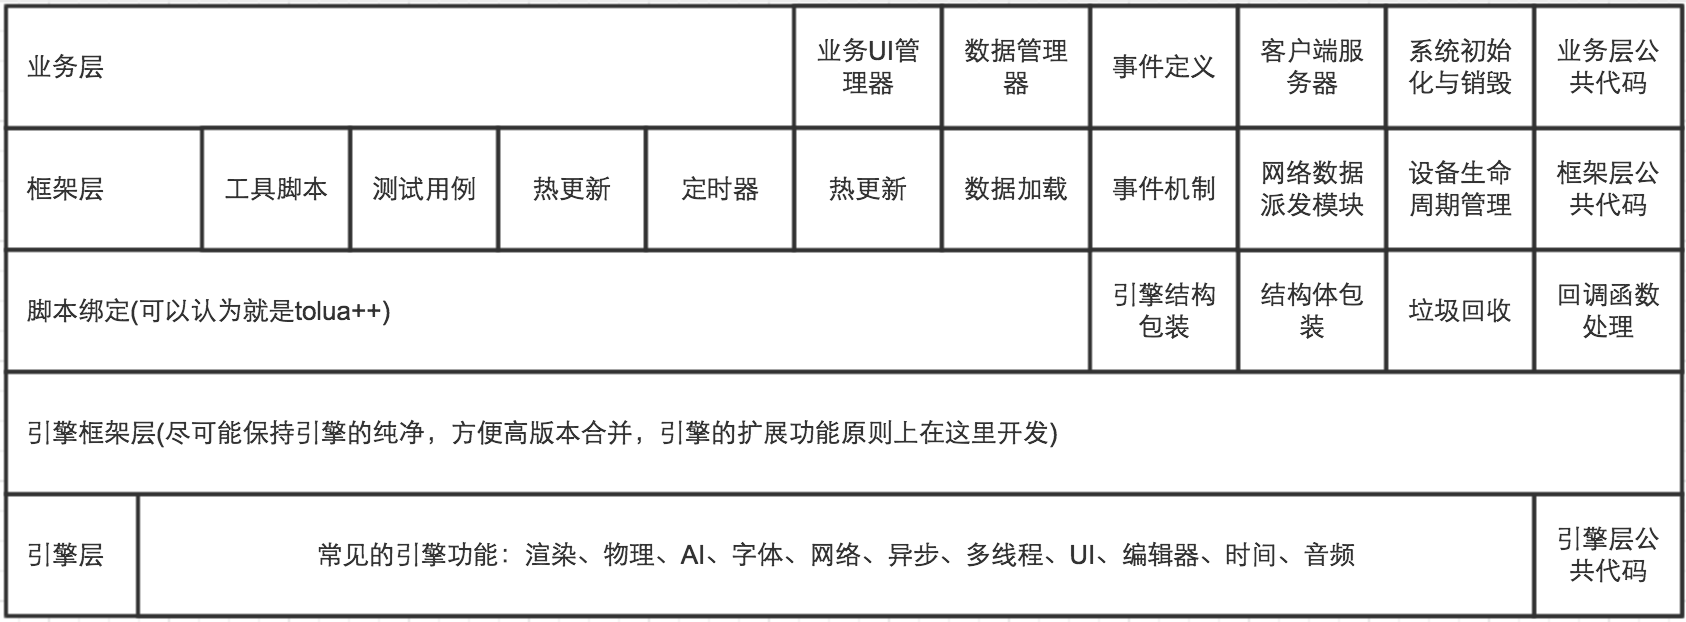 业务层
业务UI管
理器
数据管理
器
事件定义
客户端服
务器
系统初始
化与销毁
业务层公
共代码
框架层
工具脚本
测试用例
热更新
定时器
热更新
数据加载
事件机制
网络数据
派发模块
设备生命
周期管理
框架层公
共代码
脚本绑定(可以认为就是tolua++)
引擎结构
包装
结构体包
装
垃圾回收
回调函数
处理
引擎框架层(尽可能保持引擎的纯净，方便高版本合并，引擎的扩展功能原则上在这里开发)
引擎层
常见的引擎功能：渲染、物理、AI、字体、网络、异步、多线程、UI、编辑器、时间、音频
引擎层公
共代码